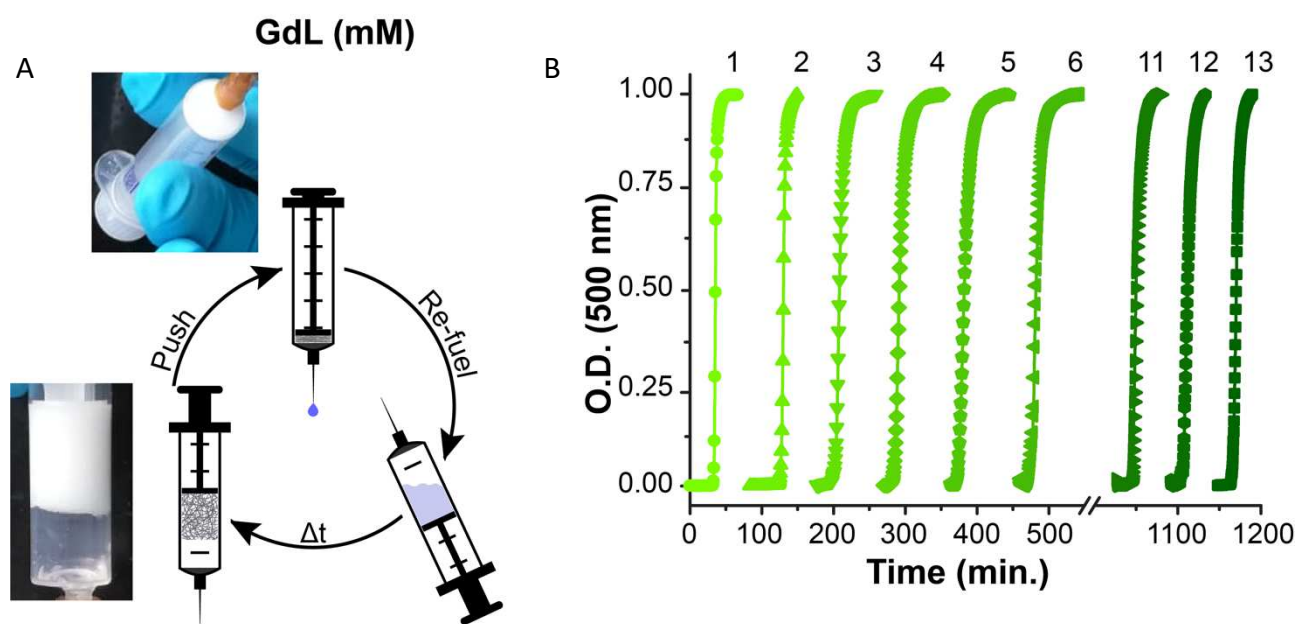 GdL (mM)
A
Push
Re-fuel
Δt
B
1 2 3 4 5 6 11 12 13
1.00
0.75
0.50
0.25
0.00
O.D. (500 nm)
0 100 200 300 400 500 1100 1200
Time (min.)